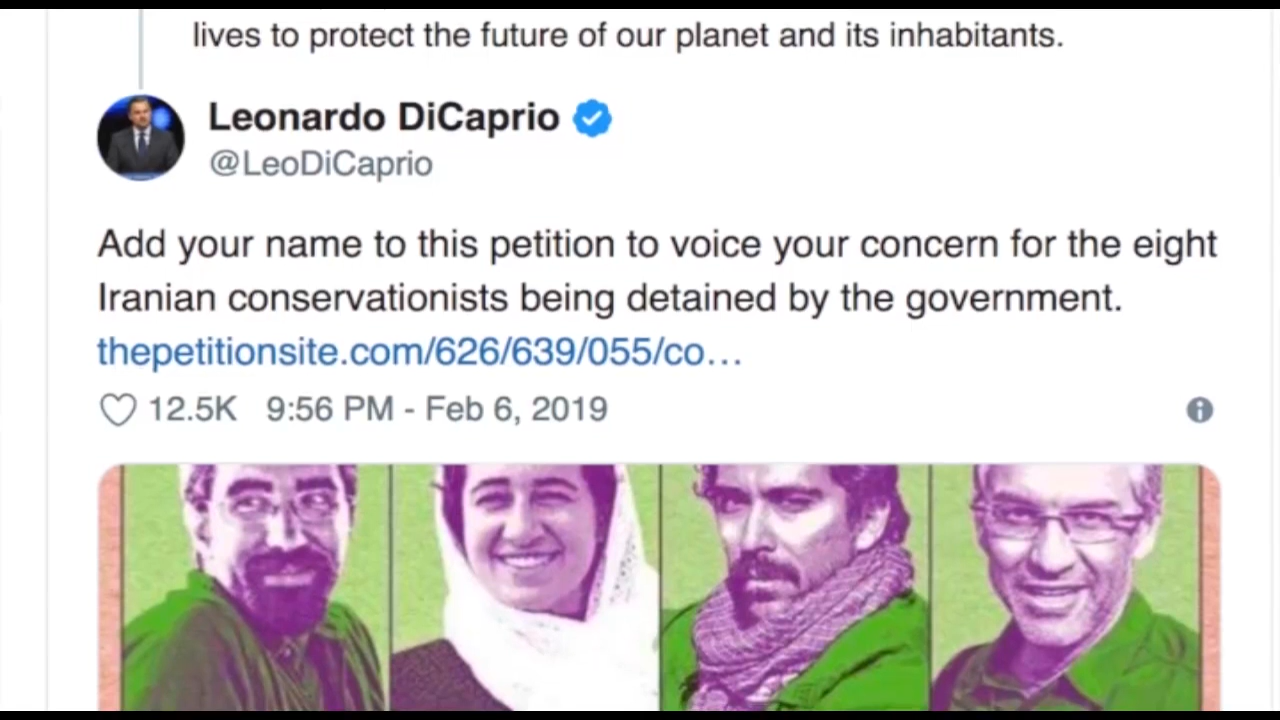 lives to protect the future of our planet and its inhabitants.
Leonardo DiCaprio
@LeoDiCaprio
Add your name to this petition to voice your concern for the eight
Iranian conservationists being detained by the government.
thepetitionsite.com/626/639/055/co...
12.5K 9:56 PM - Feb 6, 2019